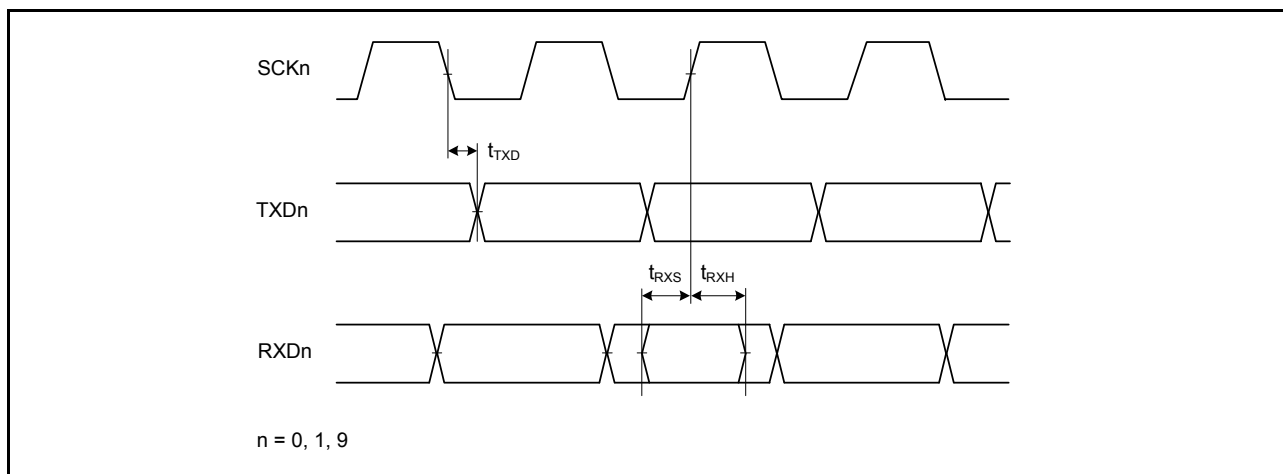 SCKn
tTXD
TXDn
tRXS tRXH
RXDn
n = 0, 1, 9